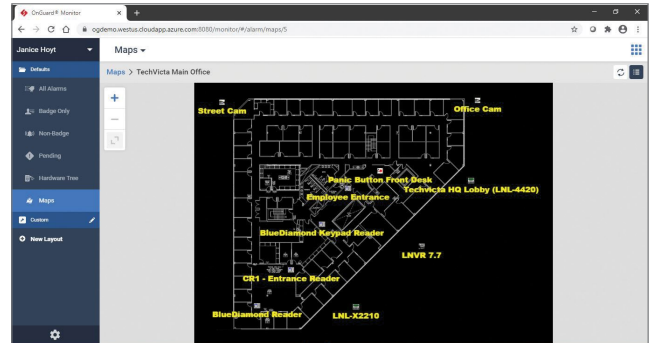 OnGuard® Monitor
ogdemo.westus.cloudapp.azure.com:8080/monitor/#/alarm/maps/5
Janice Hoyt
Maps
Defaults
Maps > TechVicta Main Office
All Alarms
Badge Only
Non-Badge
Pending
Hardware Tree
Maps
Custom
New Layout
Street Cam
Office Cam
Panic Button Front Desk
Techvicta HQ Lobby (LNL-4420)
Employee Entrance
BlueDiamond Keypad Reader
LNVR 7.7
CR1 - Entrance Reader
BlueDiamond Reader
LNL-X2210